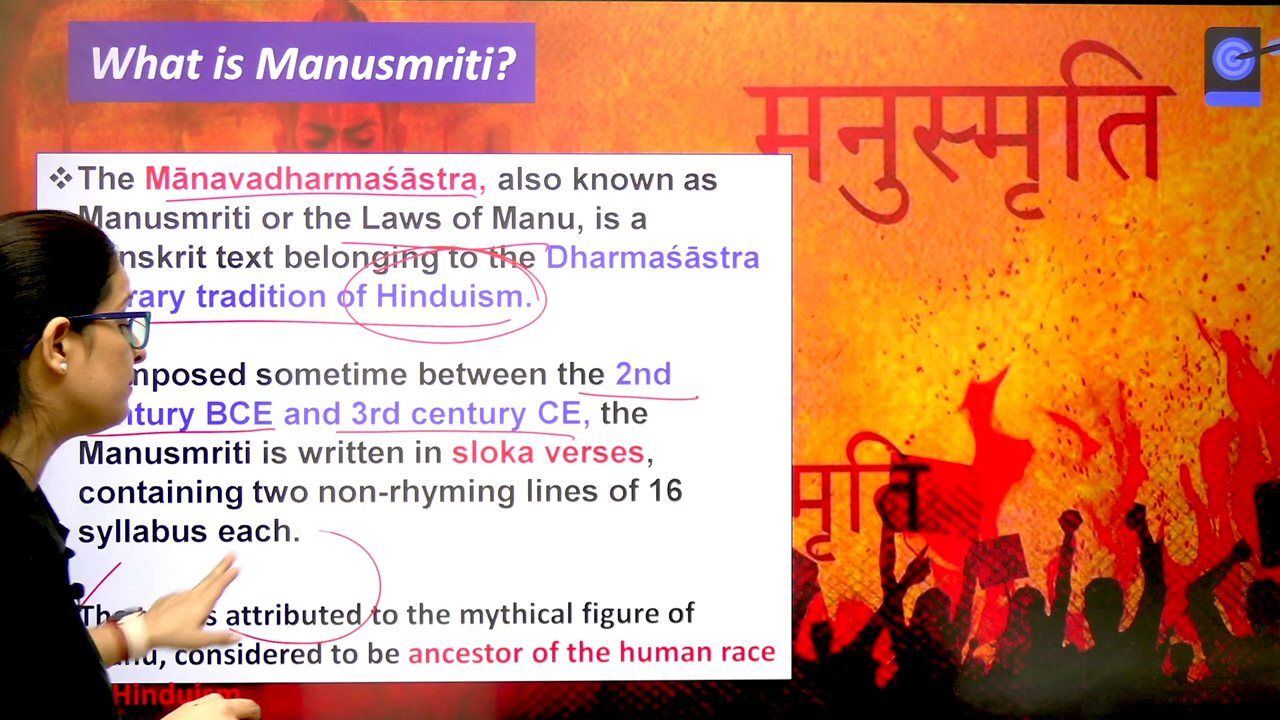 What is Manusmriti?
मनुस्मृति
❖The Mānavadharmaśāstra, also known as
Manusmriti or the Laws of Manu, is a
nskrit text belonging to the Dharmaśāstra
rary tradition of Hinduism.
mposed sometime between the 2nd
ntury BCE and 3rd century CE, the
Manusmriti is written in sloka verses,
containing two non-rhyming lines of 16
syllabus each.
attributed to the mythical figure of
considered to be ancestor of the human race
Hinduism
मृति